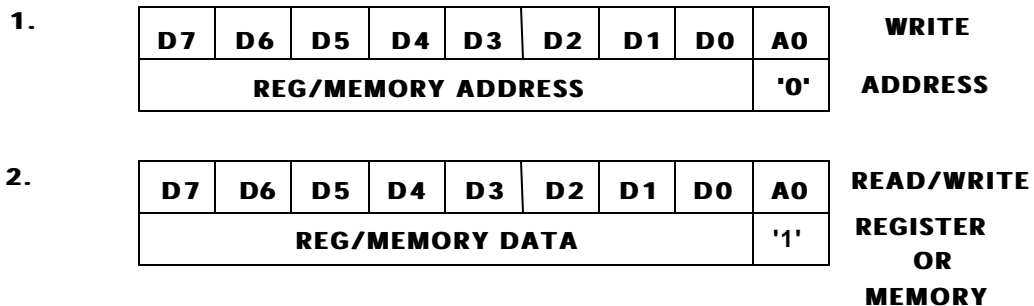 1. D7 D6 D5 D4 D3 D2 D1 D0 A0 WRITE
REG/MEMORY ADDRESS '0' ADDRESS
2. D7 D6 D5 D4 D3 D2 D1 D0 A0 READ/WRITE
REG/MEMORY DATA '1' REGISTER
OR
MEMORY